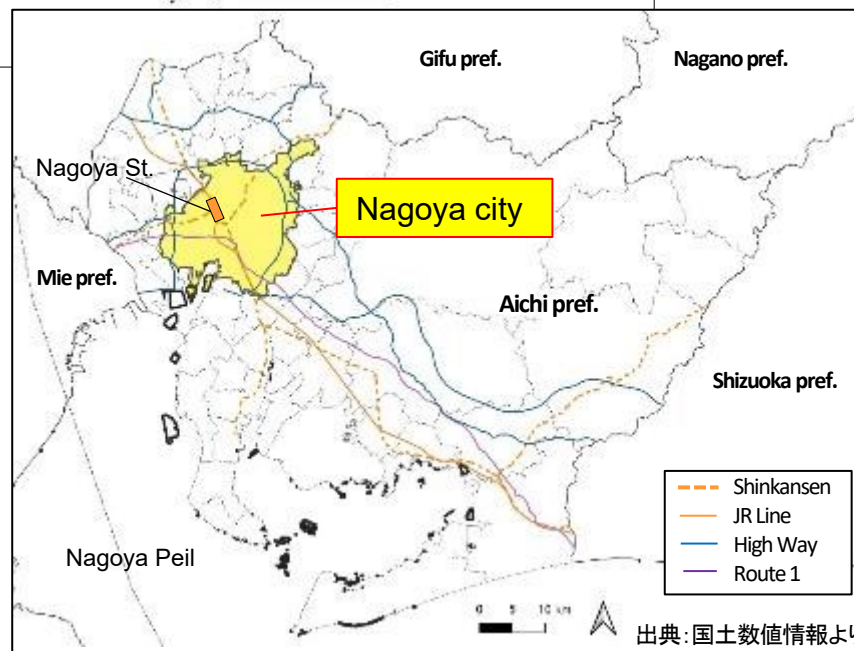 Gifu pref.
Nagano pref.
Nagoya St.
Nagoya city
Mie pref.
Aichi pref.
Shizuoka pref.
Shinkansen
JR Line
High Way
Route 1
Nagoya Peil
0 5 10 km
出典：国土数値情報よ